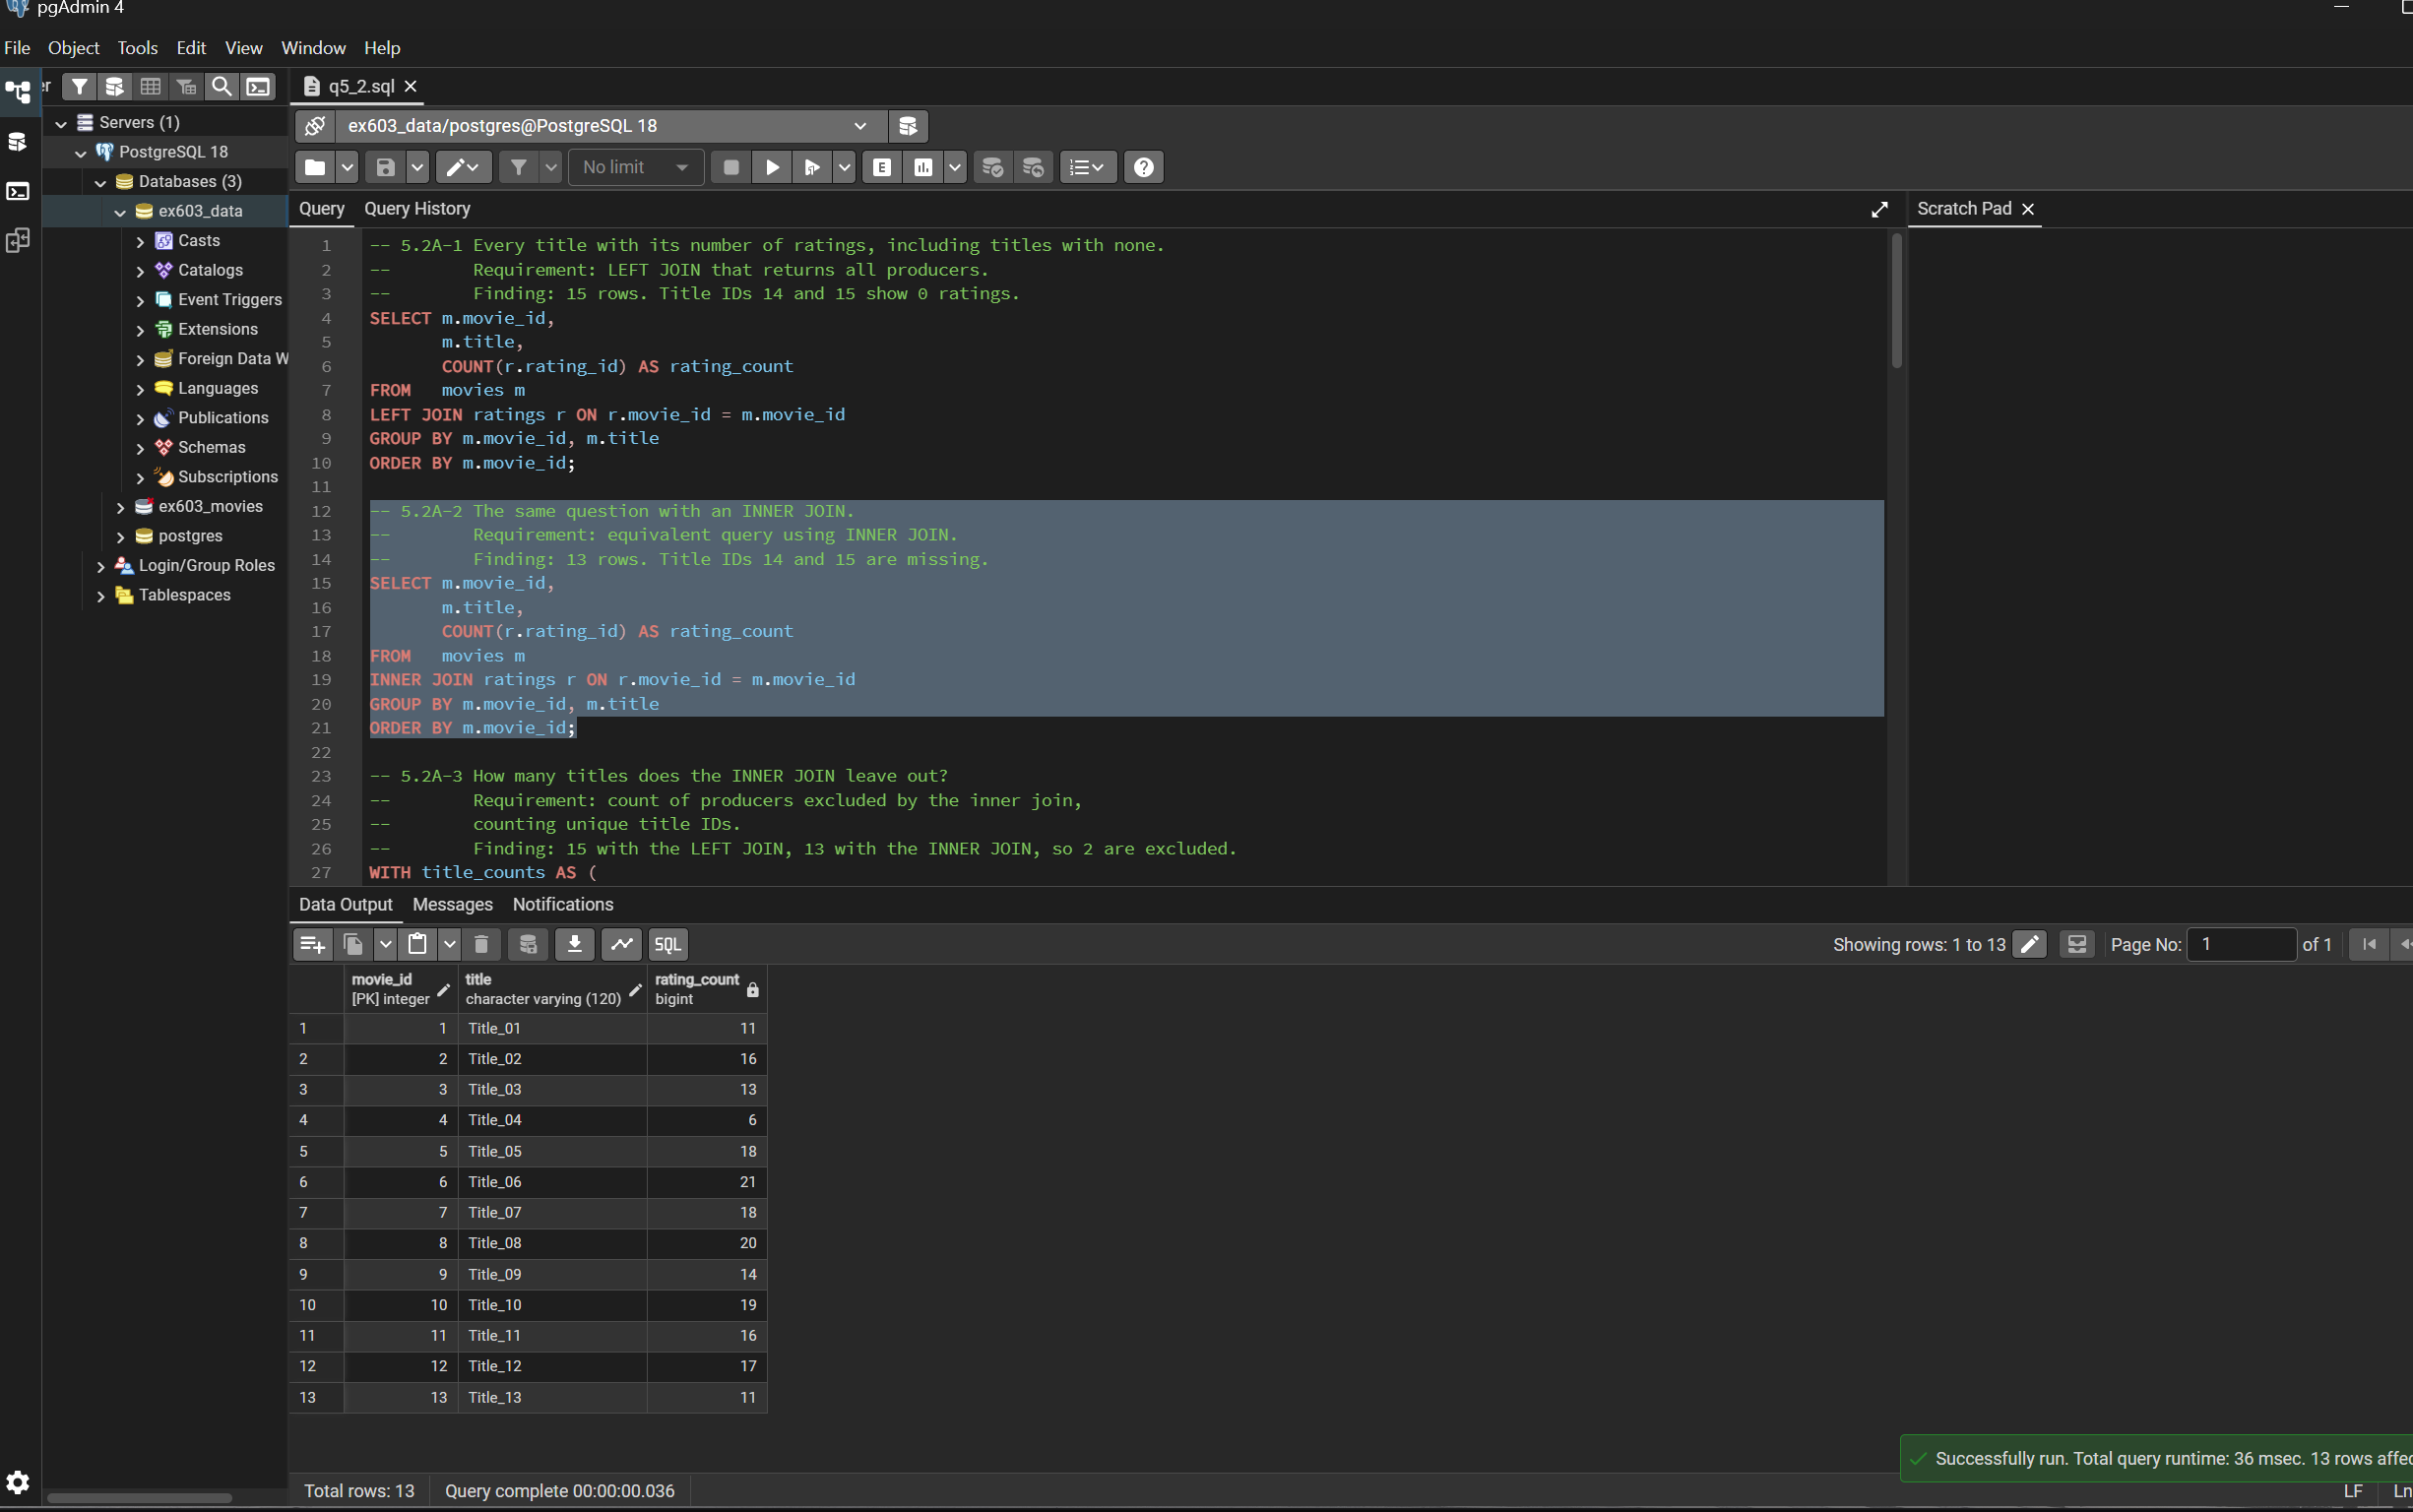 pgAdmin 4
File Object Tools Edit View Window Help
q5_2.sql
Servers (1)
PostgreSQL 18
Databases (3)
ex603_data
Casts
Catalogs
Event Triggers
Extensions
Foreign Data W
Languages
Publications
Schemas
Subscriptions
ex603_movies
postgres
Login/Group Roles
Tablespaces
ex603_data/postgres@PostgreSQL 18
No limit
E
Query Query History
Scratch Pad
1 -- 5.2A-1 Every title with its number of ratings, including titles with none.
2 --        Requirement: LEFT JOIN that returns all producers.
3 --        Finding: 15 rows. Title IDs 14 and 15 show 0 ratings.
4 SELECT m.movie_id,
5        m.title,
6        COUNT(r.rating_id) AS rating_count
7 FROM   movies m
8 LEFT JOIN ratings r ON r.movie_id = m.movie_id
9 GROUP BY m.movie_id, m.title
10 ORDER BY m.movie_id;
11
12 -- 5.2A-2 The same question with an INNER JOIN.
13 --        Requirement: equivalent query using INNER JOIN.
14 --        Finding: 13 rows. Title IDs 14 and 15 are missing.
15 SELECT m.movie_id,
16        m.title,
17        COUNT(r.rating_id) AS rating_count
18 FROM   movies m
19 INNER JOIN ratings r ON r.movie_id = m.movie_id
20 GROUP BY m.movie_id, m.title
21 ORDER BY m.movie_id;
22
23 -- 5.2A-3 How many titles does the INNER JOIN leave out?
24 --        Requirement: count of producers excluded by the inner join,
25 --        counting unique title IDs.
26 --        Finding: 15 with the LEFT JOIN, 13 with the INNER JOIN, so 2 are excluded.
27 WITH title_counts AS (
Data Output Messages Notifications
SQL
Showing rows: 1 to 13 Page No: 1 of 1
movie_id title rating_count
[PK] integer character varying (120) bigint
1 1 Title_01 11
2 2 Title_02 16
3 3 Title_03 13
4 4 Title_04 6
5 5 Title_05 18
6 6 Title_06 21
7 7 Title_07 18
8 8 Title_08 20
9 9 Title_09 14
10 10 Title_10 19
11 11 Title_11 16
12 12 Title_12 17
13 13 Title_13 11
Successfully run. Total query runtime: 36 msec. 13 rows affec
Total rows: 13 Query complete 00:00:00.036
LF Ln